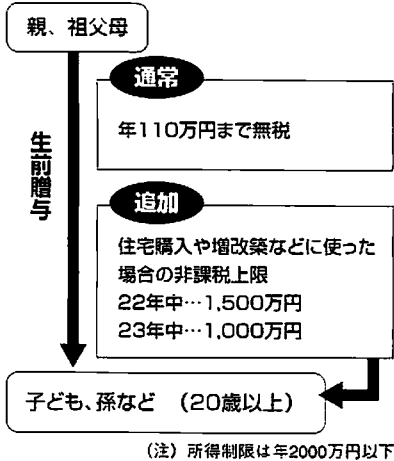 親、祖父母
通常
年110万円まで無税
生前贈与
追加
住宅購入や増改築などに使った
場合の非課税上限
22年中…1,500万円
23年中…1,000万円
子ども、孫など （20歳以上）
（注）所得制限は年2000万円以下